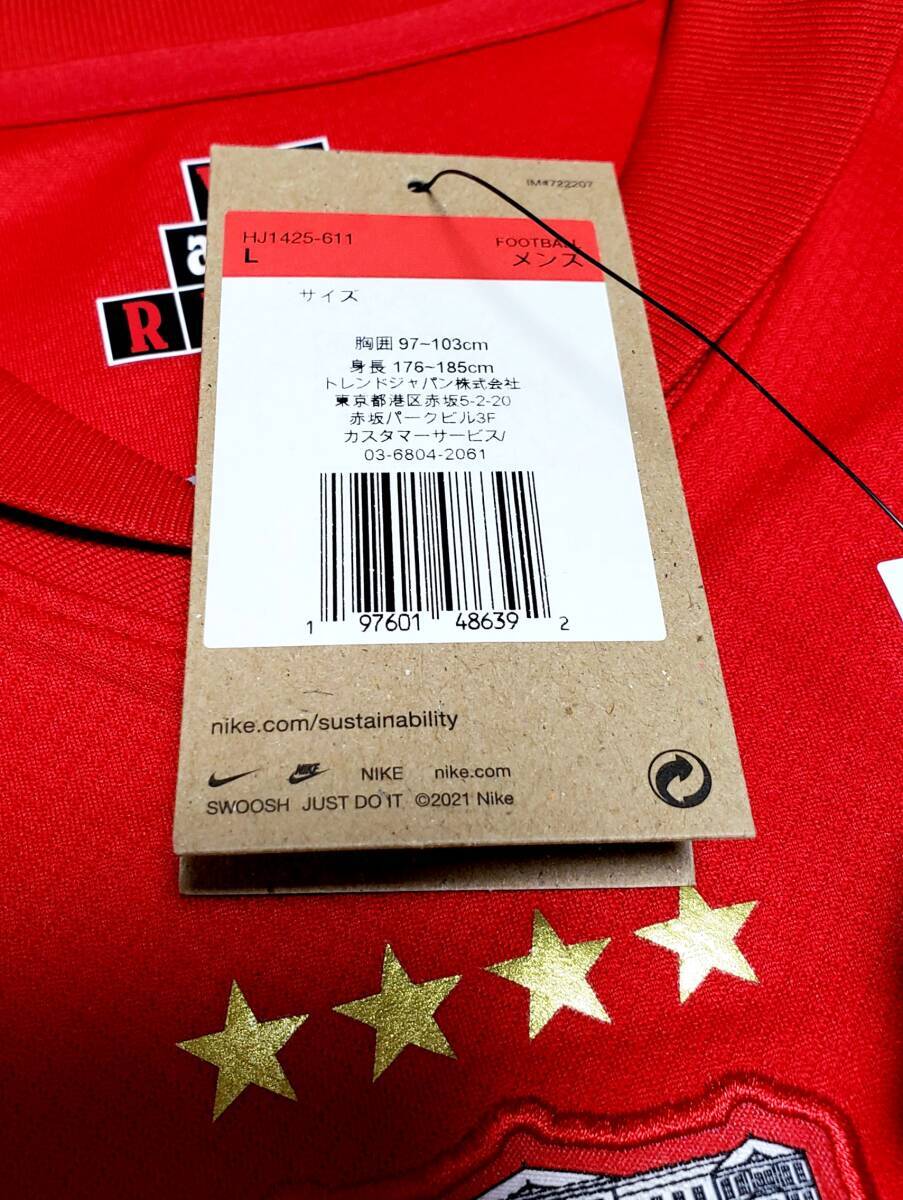 IM4722207
HJ1425-611 FOOTBALL
L メンズ
サイズ
胸囲 97~103cm
身長 176~185cm
トレンドジャパン株式会社
東京都港区赤坂5-2-20
赤坂パークビル3F
カスタマーサービス/
03-6804-2061
1 97601 48639 2
nike.com/sustainability
NIKE NIKE nike.com
SWOOSH JUST DO IT ©2021 Nike
R